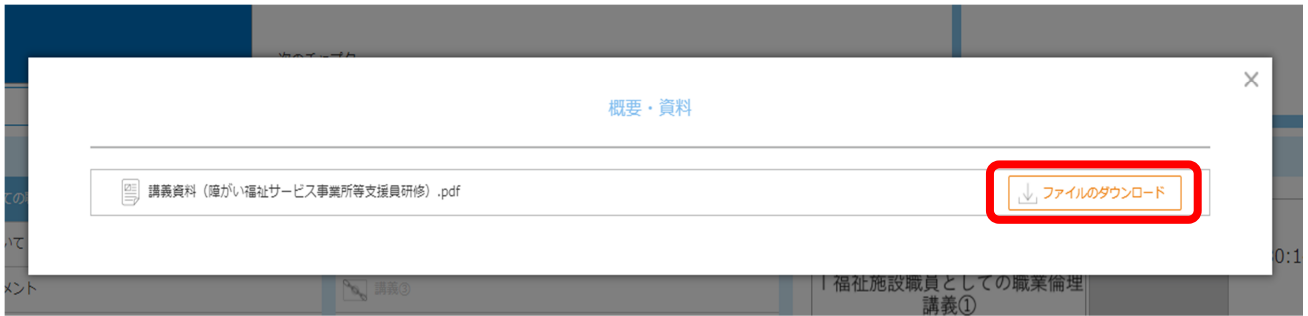 概要・資料
講義資料（障がい福祉サービス事業所等支援員研修）.pdf
ファイルのダウンロード
メント
講義③
福祉施設職員としての職業倫理
講義①